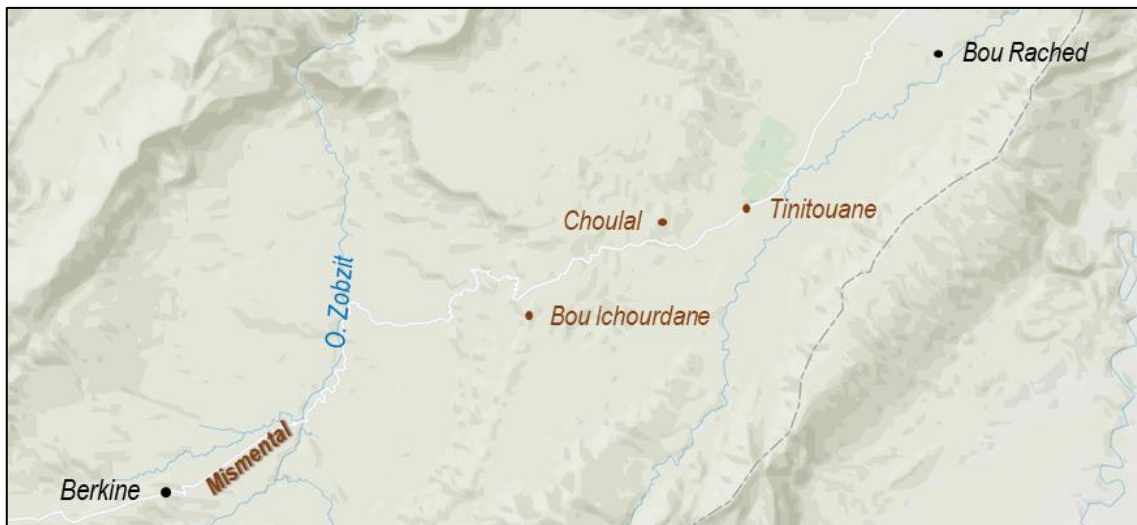 Bou Rached
Choulal
Tinitouane
O. Zobzit
Bou Ichourdane
Mismental
Berkine